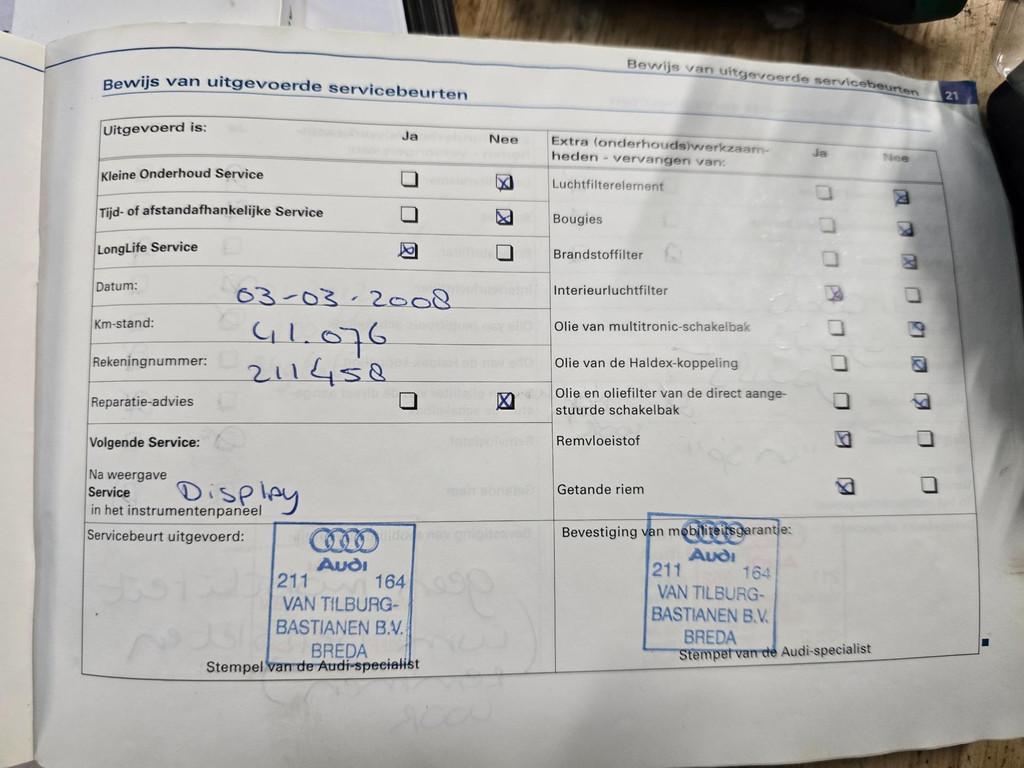 Bewijs van uitgevoerde servicebeurten 21
Bewijs van uitgevoerde servicebeurten
Uitgevoerd is: Ja Nee
Kleine Onderhoud Service
Tijd- of afstandafhankelijke Service
LongLife Service
Datum: 03-03-2008
Km-stand: 41.076
Rekeningnummer: 211458
Reparatie-advies
Volgende Service:
Na weergave
Service Display
in het instrumentenpaneel
Servicebeurt uitgevoerd:
Audi
211 164
VAN TILBURG-
BASTIANEN B.V.
BREDA
Stempel van de Audi-specialist
Extra (onderhouds)werkzaam-
heden - vervangen van: Ja Nee
Luchtfilterelement
Bougies
Brandstoffilter
Interieurluchtfilter
Olie van multitronic-schakelbak
Olie van de Haldex-koppeling
Olie en oliefilter van de direct aange-
stuurde schakelbak
Remvloeistof
Getande riem
Bevestiging van mobiliteitsgarantie:
Audi
211 164
VAN TILBURG-
BASTIANEN B.V.
BREDA
Stempel van de Audi-specialist